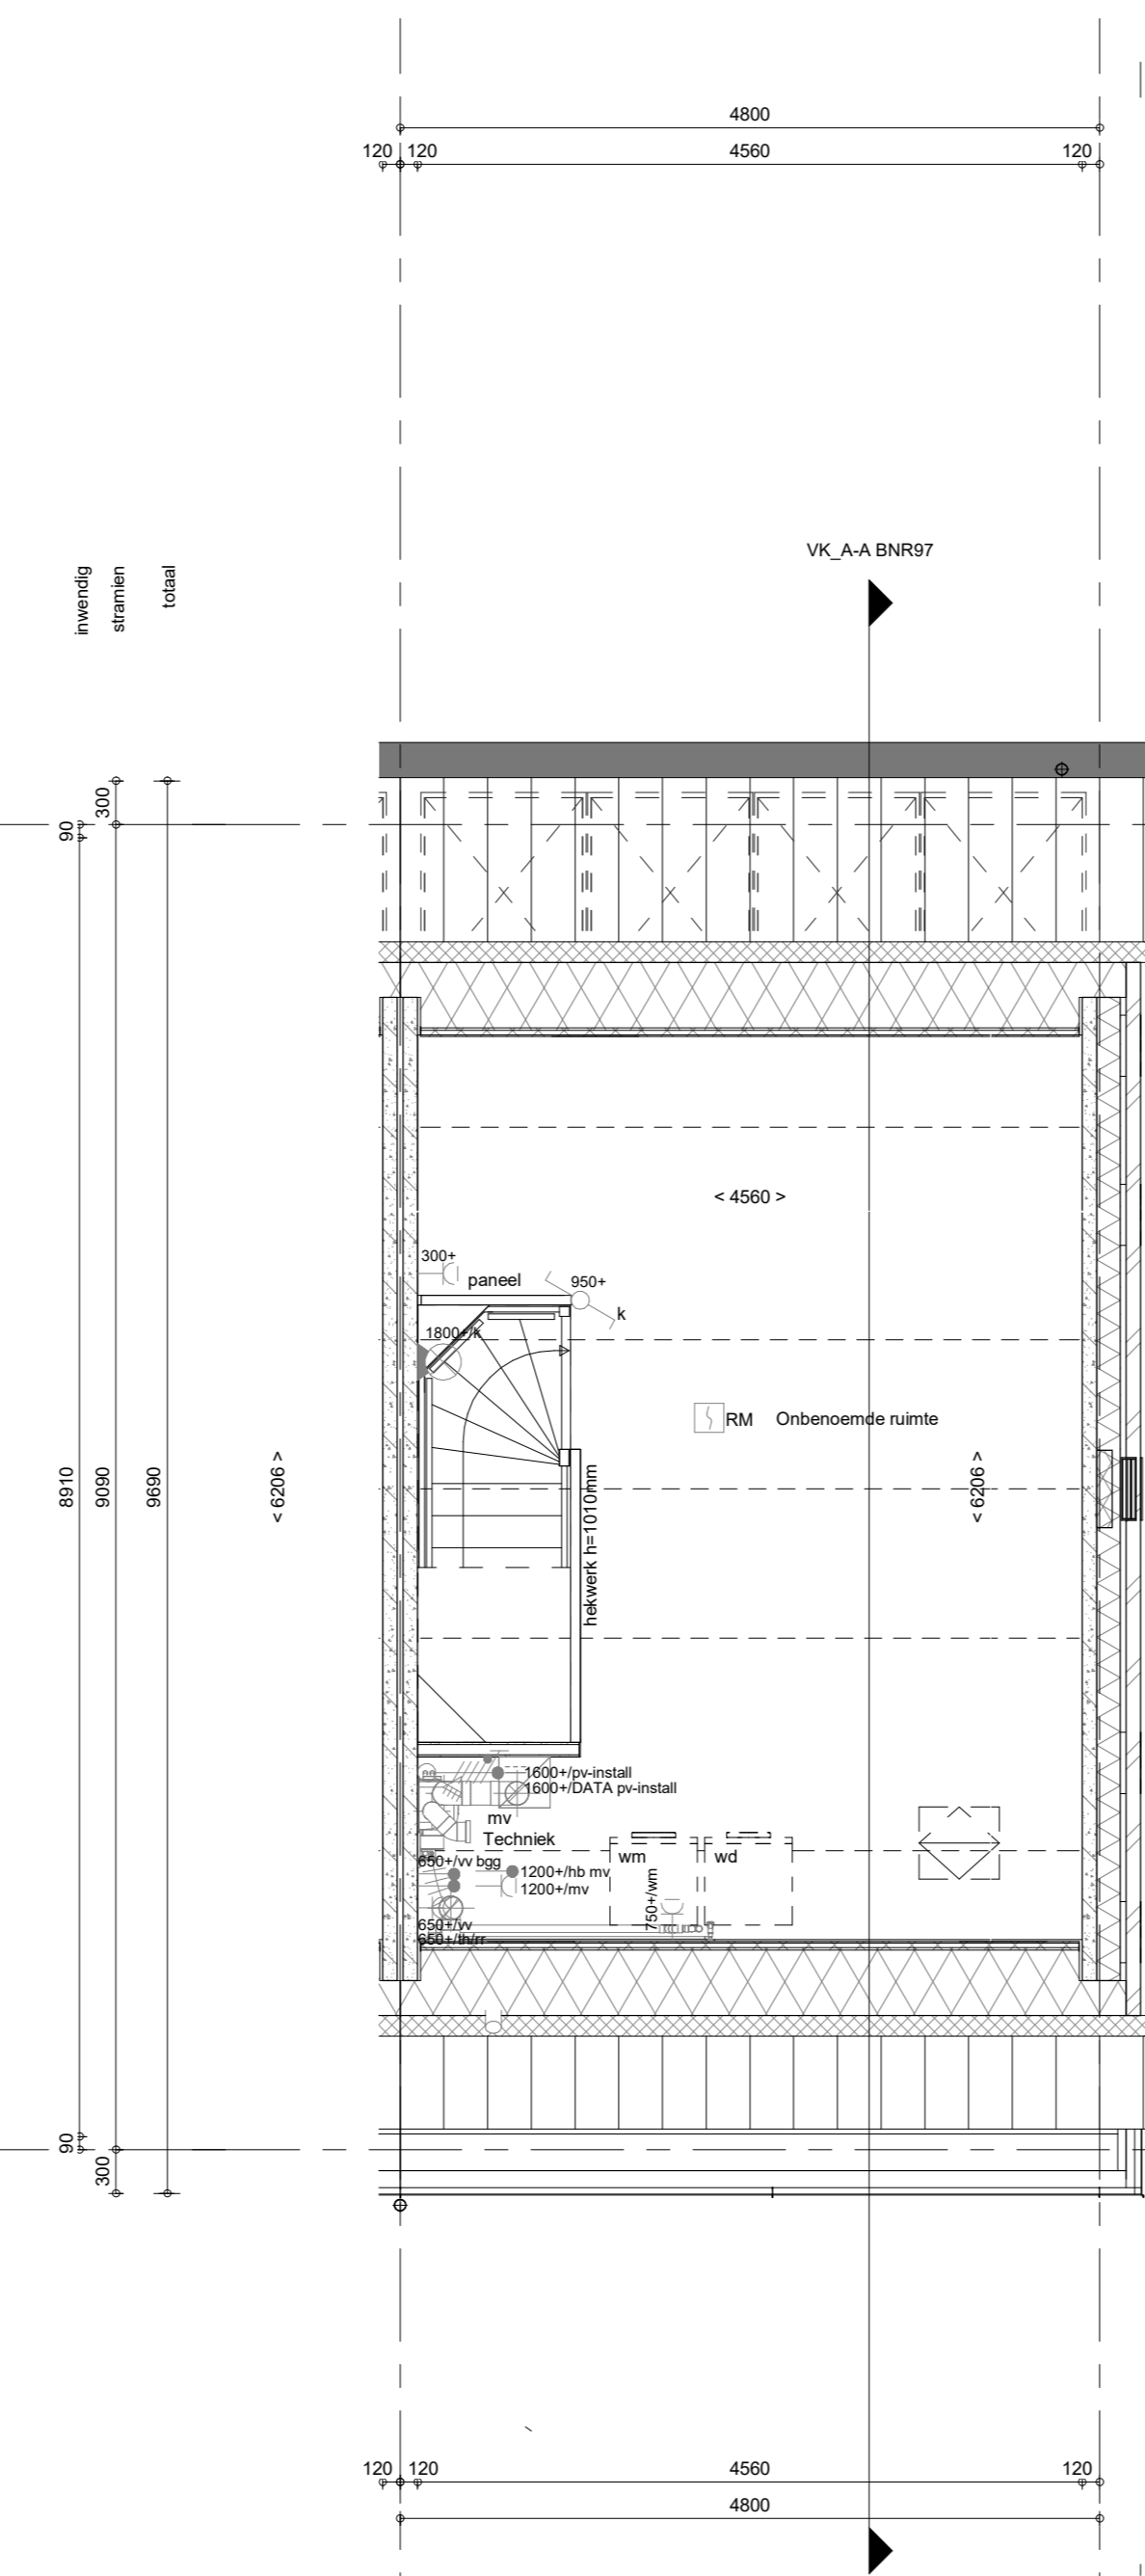 4800
120 120 4560 120
VK_A-A BNR97
inwendig
stramien
totaal
300
90
< 4560 >
300+
paneel
950+
k
1800+/k
RM Onbenoemde ruimte
8910
9090
9690
< 6206 >
< 6206 >
hekwerk h=1010mm
1600+/pv-install
1600+/DATA pv-install
mv
Techniek
650+/vv bgg
1200+/hb mv
1200+/mv
wm
wd
750+/wm
650+/vv
650+/th/rr
90
300
120 120 4560 120
4800